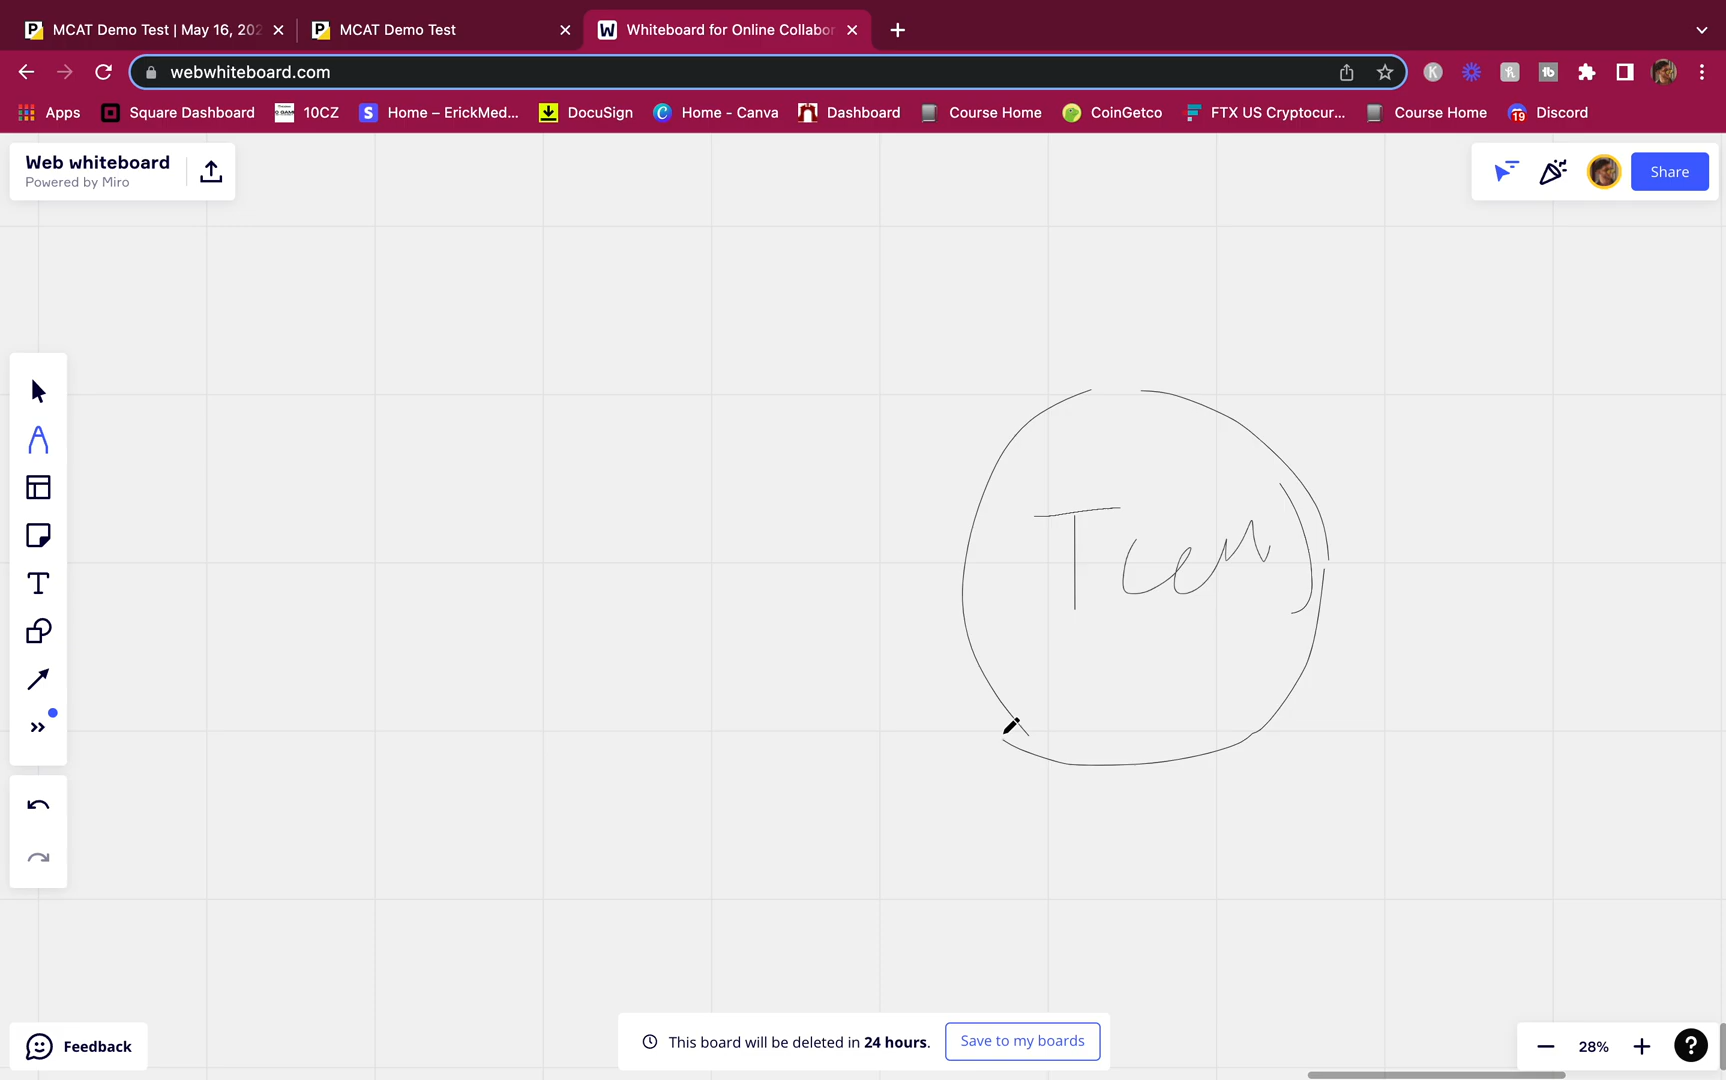 MCAT Demo Test | May 16, 202
MCAT Demo Test
Whiteboard for Online Collabor
webwhiteboard.com
Apps
Square Dashboard
10CZ
Home – ErickMed...
DocuSign
Home - Canva
Dashboard
Course Home
CoinGetco
FTX US Cryptocur...
Course Home
19
Discord
Web whiteboard
Powered by Miro
Share
Feedback
This board will be deleted in 24 hours.
Save to my boards
28%